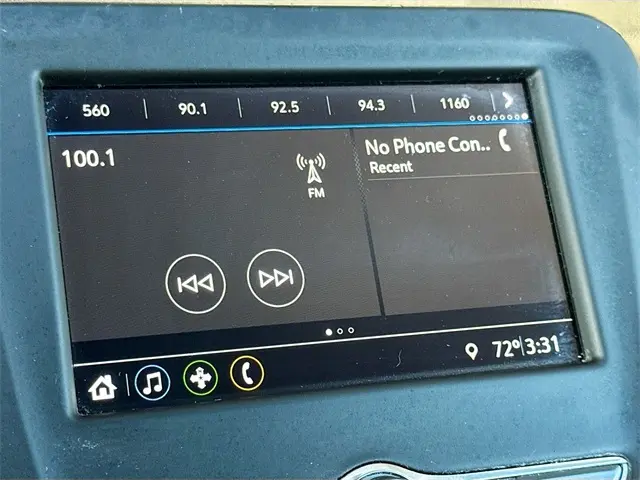 560 90.1 92.5 94.3 1160
100.1
FM
No Phone Con..
Recent
72° 3:31